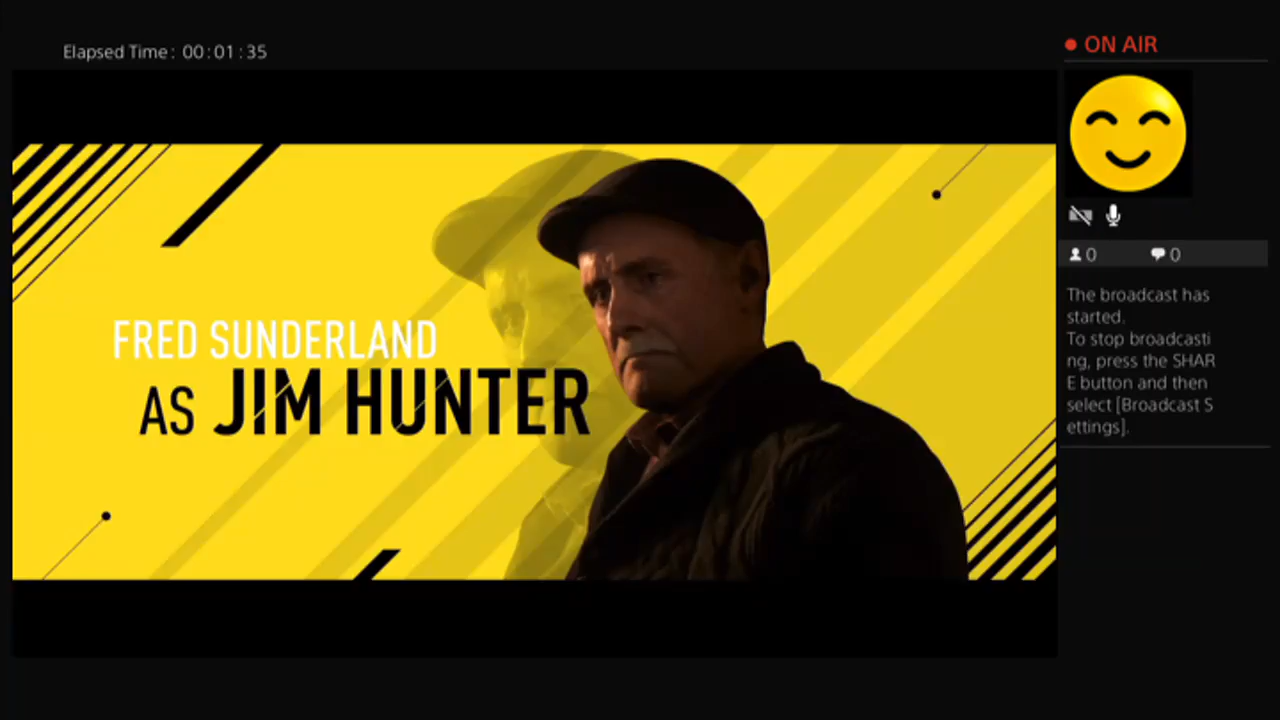 Elapsed Time: 00:01:35
ON AIR
FRED SUNDERLAND
AS JIM HUNTER
0 0
The broadcast has
started.
To stop broadcasti
ng, press the SHAR
E button and then
select [Broadcast S
ettings].